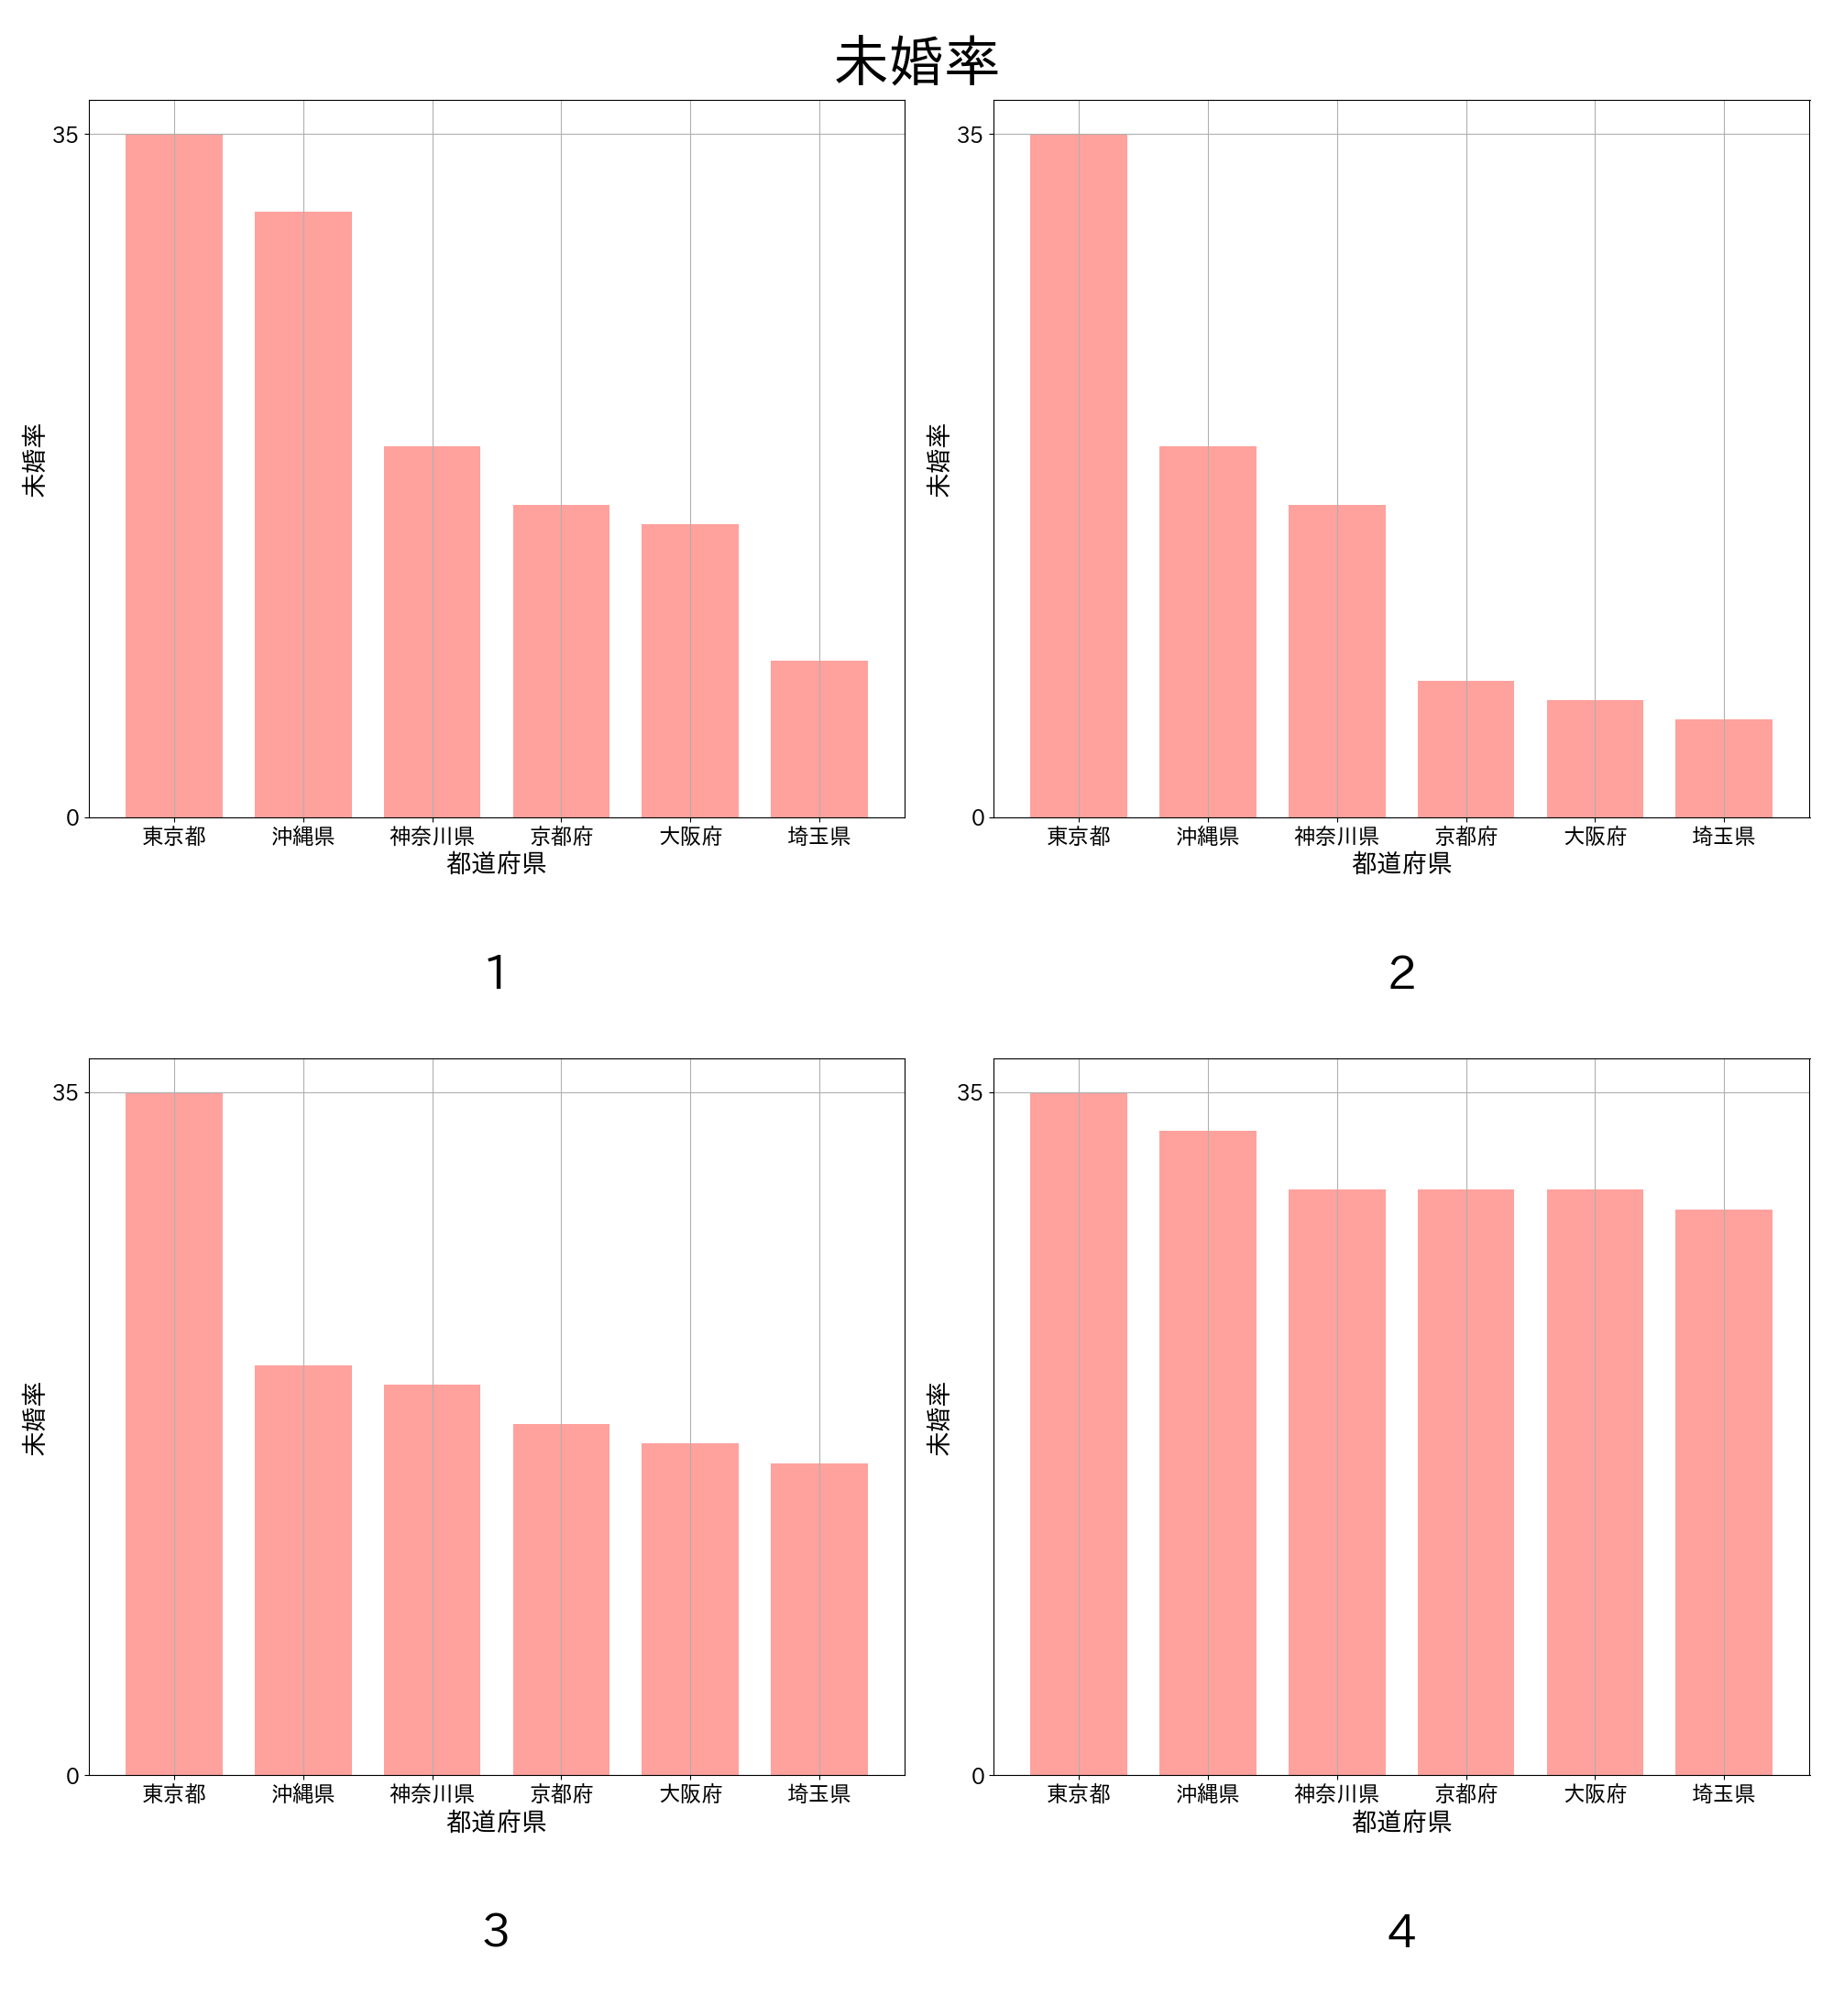 未婚率
35
0
未婚率
東京都 沖縄県 神奈川県 京都府 大阪府 埼玉県
都道府県
1
35
0
未婚率
東京都 沖縄県 神奈川県 京都府 大阪府 埼玉県
都道府県
2
35
0
未婚率
東京都 沖縄県 神奈川県 京都府 大阪府 埼玉県
都道府県
3
35
0
未婚率
東京都 沖縄県 神奈川県 京都府 大阪府 埼玉県
都道府県
4